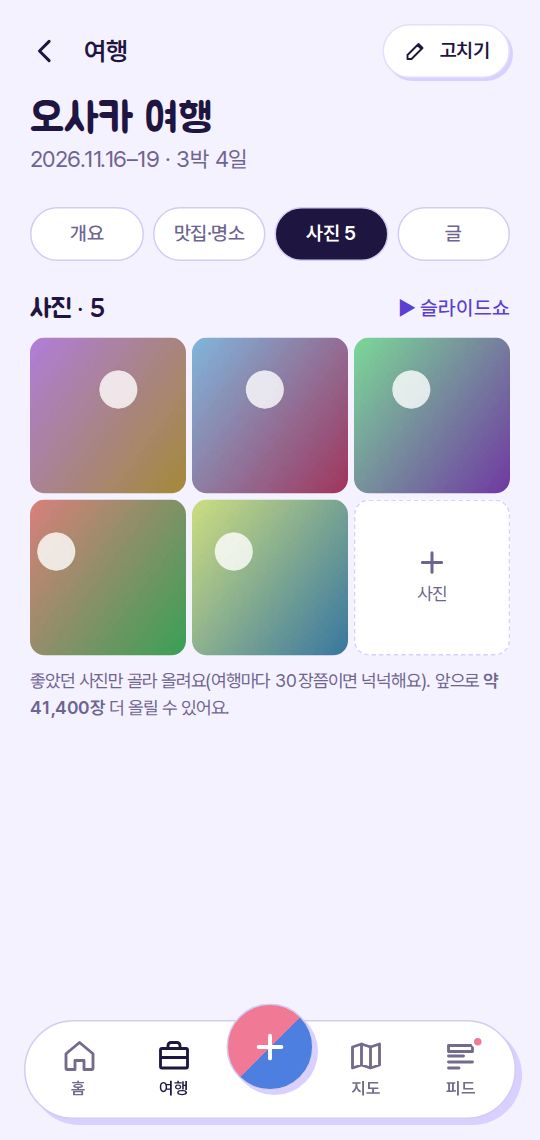 여행
고치기
오사카 여행
2026.11.16–19 · 3박 4일
개요
맛집·명소
사진 5
글
사진 · 5
▶ 슬라이드쇼
사진
좋았던 사진만 골라 올려요(여행마다 30장쯤이면 넉넉해요). 앞으로 약
41,400장 더 올릴 수 있어요.
홈
여행
지도
피드